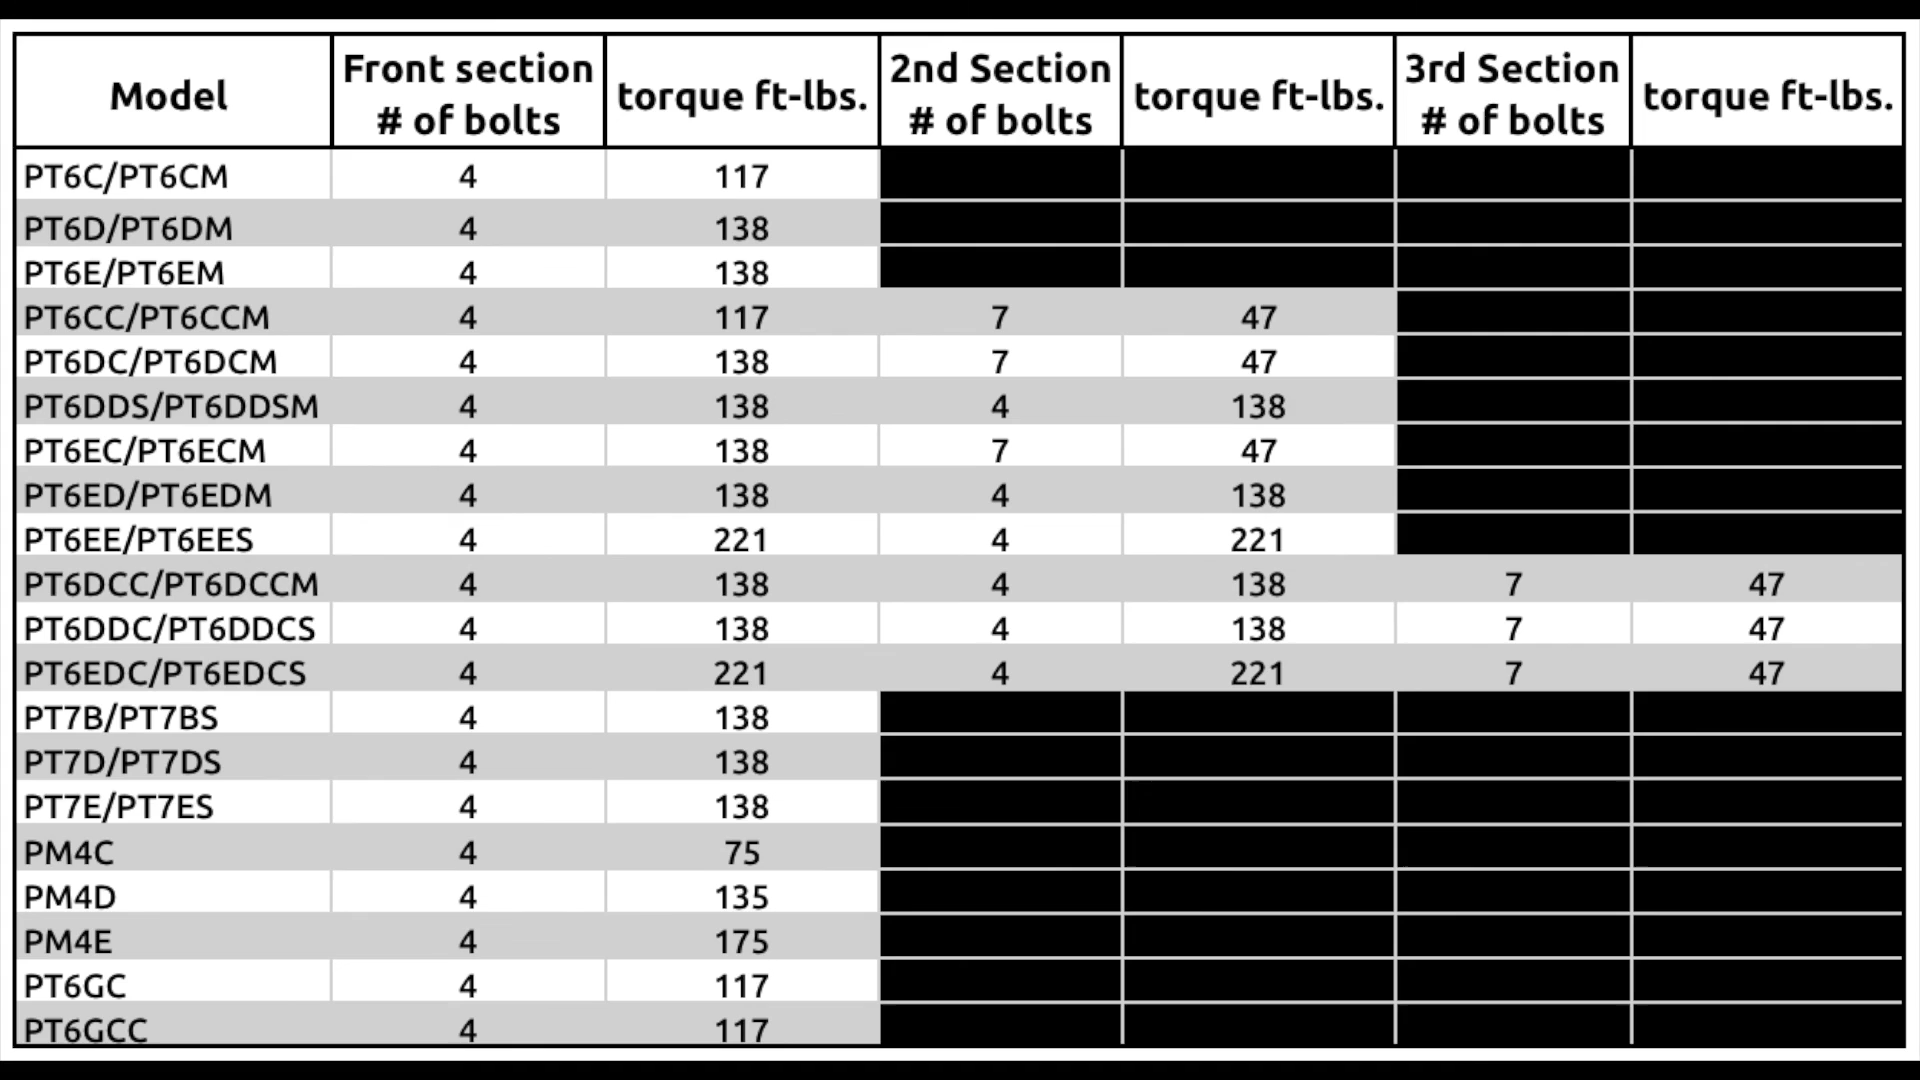 Model Front section # of bolts torque ft-lbs. 2nd Section # of bolts torque ft-lbs. 3rd Section # of bolts torque ft-lbs.
PT6C/PT6CM 4 117
PT6D/PT6DM 4 138
PT6E/PT6EM 4 138
PT6CC/PT6CCM 4 117 7 47
PT6DC/PT6DCM 4 138 7 47
PT6DDS/PT6DDSM 4 138 4 138
PT6EC/PT6ECM 4 138 7 47
PT6ED/PT6EDM 4 138 4 138
PT6EE/PT6EES 4 221 4 221
PT6DCC/PT6DCCM 4 138 4 138 7 47
PT6DDC/PT6DDCS 4 138 4 138 7 47
PT6EDC/PT6EDCS 4 221 4 221 7 47
PT7B/PT7BS 4 138
PT7D/PT7DS 4 138
PT7E/PT7ES 4 138
PM4C 4 75
PM4D 4 135
PM4E 4 175
PT6GC 4 117
PT6GCC 4 117